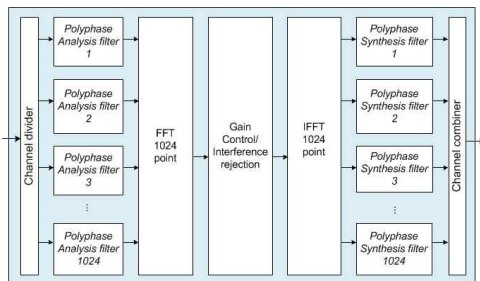 Channel divider
Polyphase
Analysis filter
1
Polyphase
Analysis filter
2
Polyphase
Analysis filter
3
...
Polyphase
Analysis filter
1024
FFT
1024
point
Gain
Control/
Interference
rejection
IFFT
1024
point
Polyphase
Synthesis filter
1
Polyphase
Synthesis filter
2
Polyphase
Synthesis filter
3
...
Polyphase
Synthesis filter
1024
Channel combiner